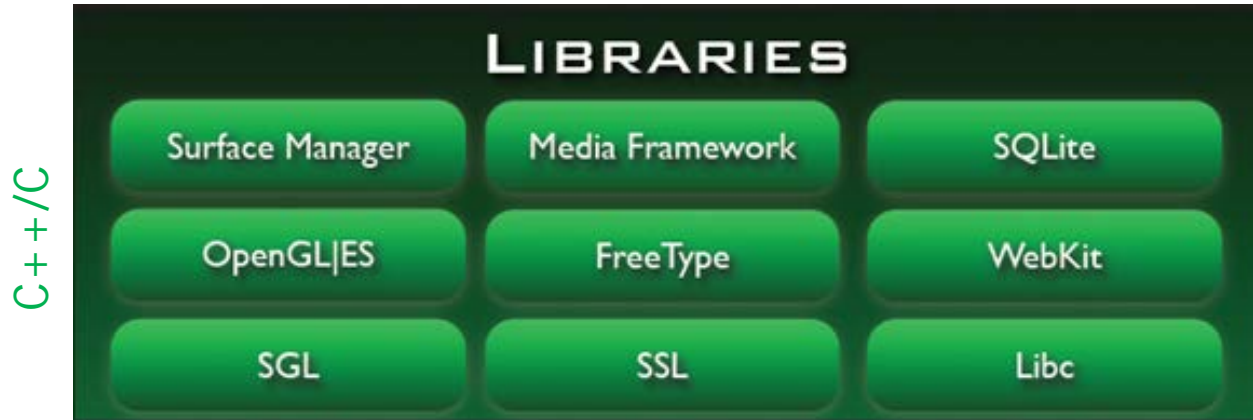 C++/C
LIBRARIES
Surface Manager
Media Framework
SQLite
OpenGL|ES
FreeType
WebKit
SGL
SSL
Libc